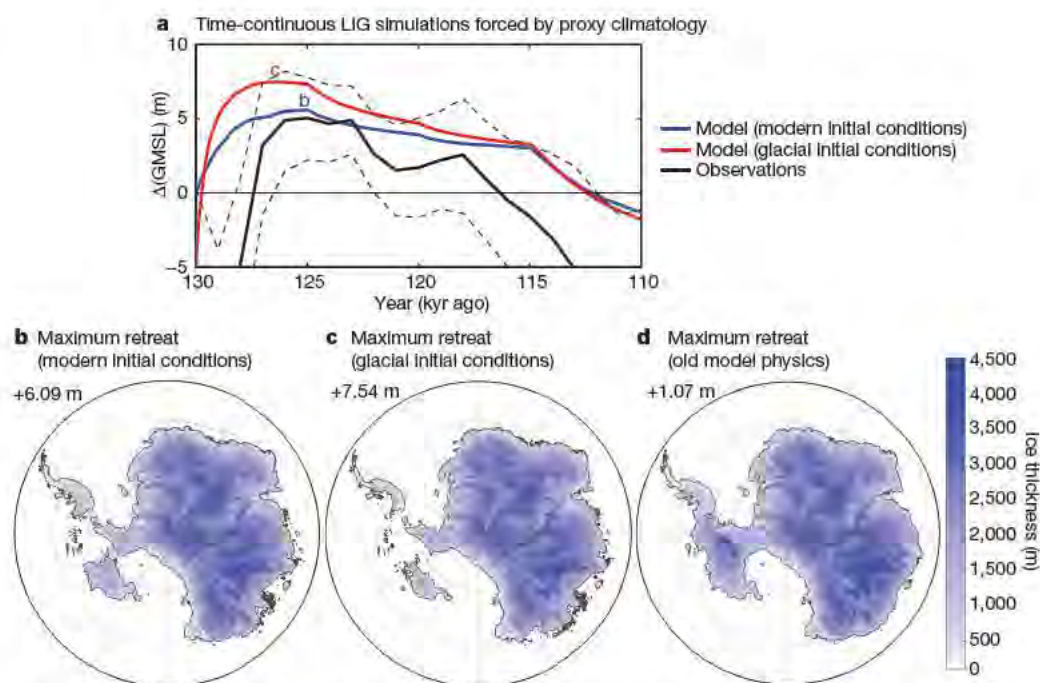 a Time-continuous LIG simulations forced by proxy climatology
10
5
0
−5
Δ(GMSL) (m)
c
b
130
125
120
115
110
Year (kyr ago)
Model (modern initial conditions)
Model (glacial initial conditions)
Observations
b Maximum retreat
(modern initial conditions)
+6.09 m
c Maximum retreat
(glacial initial conditions)
+7.54 m
d Maximum retreat
(old model physics)
+1.07 m
4,500
4,000
3,500
3,000
2,500
2,000
1,500
1,000
500
0
Ice thickness (m)